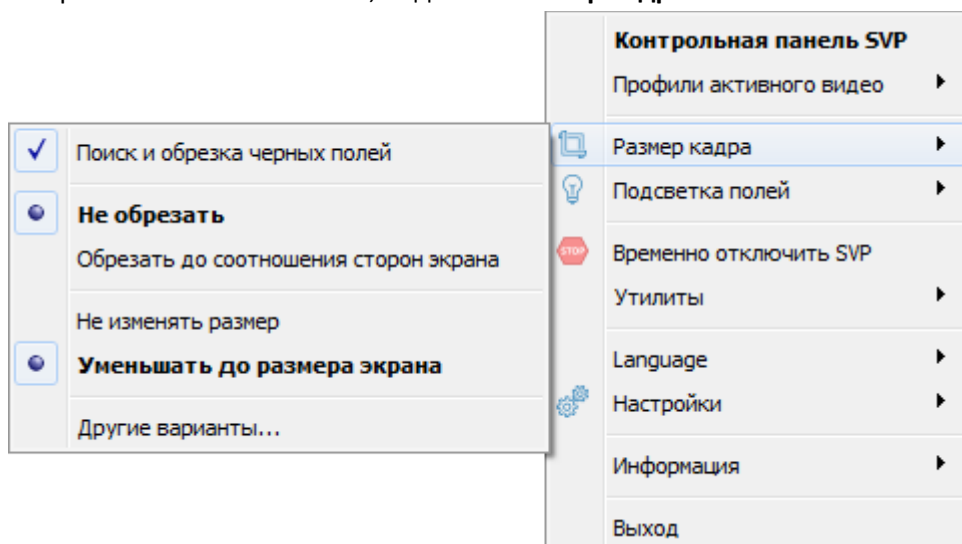 Контрольная панель SVP
Профили активного видео
Размер кадра
Подсветка полей
STOP
Временно отключить SVP
Утилиты
Language
Настройки
Информация
Выход
Поиск и обрезка черных полей
Не обрезать
Обрезать до соотношения сторон экрана
Не изменять размер
Уменьшать до размера экрана
Другие варианты...